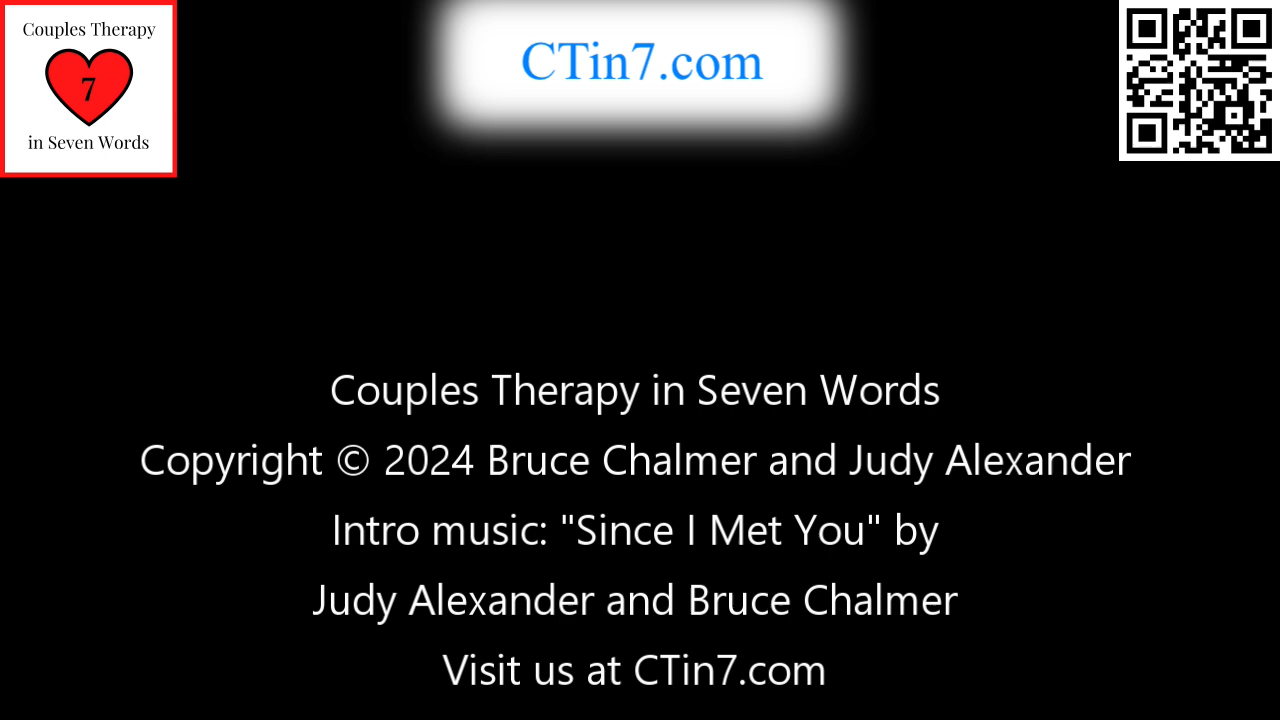 Couples Therapy
7
in Seven Words
CTin7.com
Couples Therapy in Seven Words
Copyright © 2024 Bruce Chalmer and Judy Alexander
Intro music: "Since I Met You" by
Judy Alexander and Bruce Chalmer
Visit us at CTin7.com